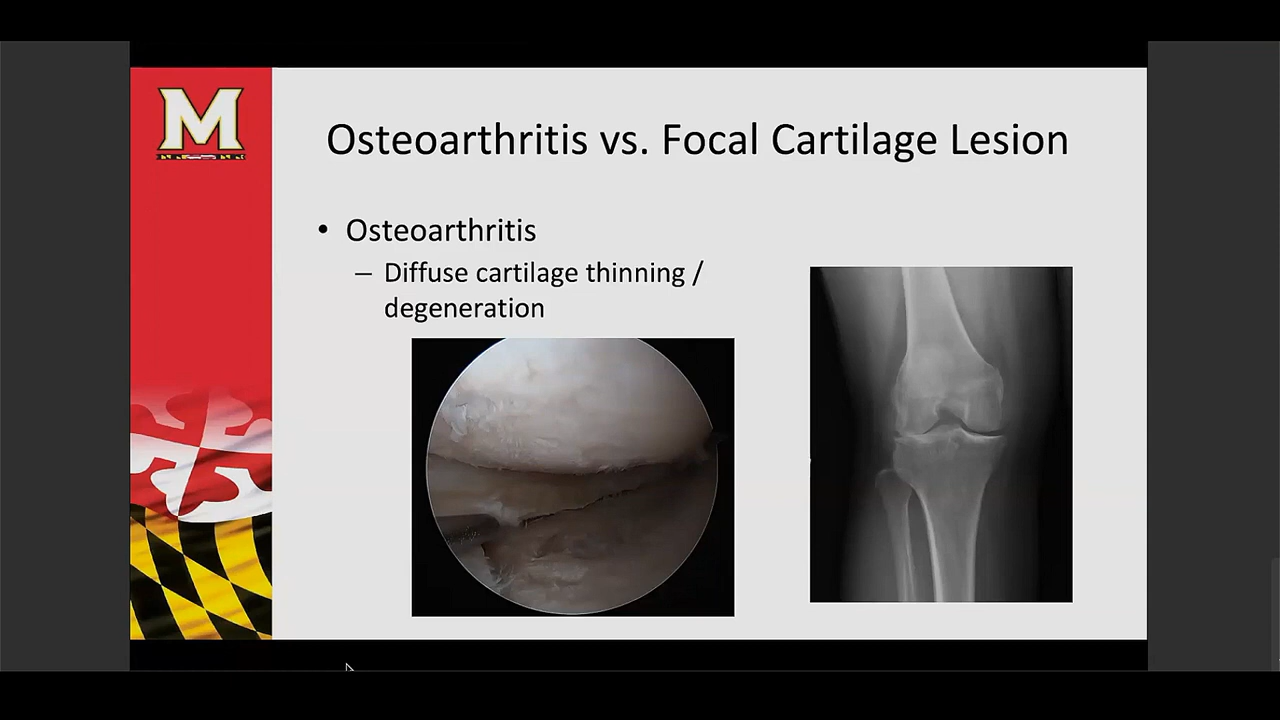 M
Osteoarthritis vs. Focal Cartilage Lesion
• Osteoarthritis
– Diffuse cartilage thinning /
degeneration